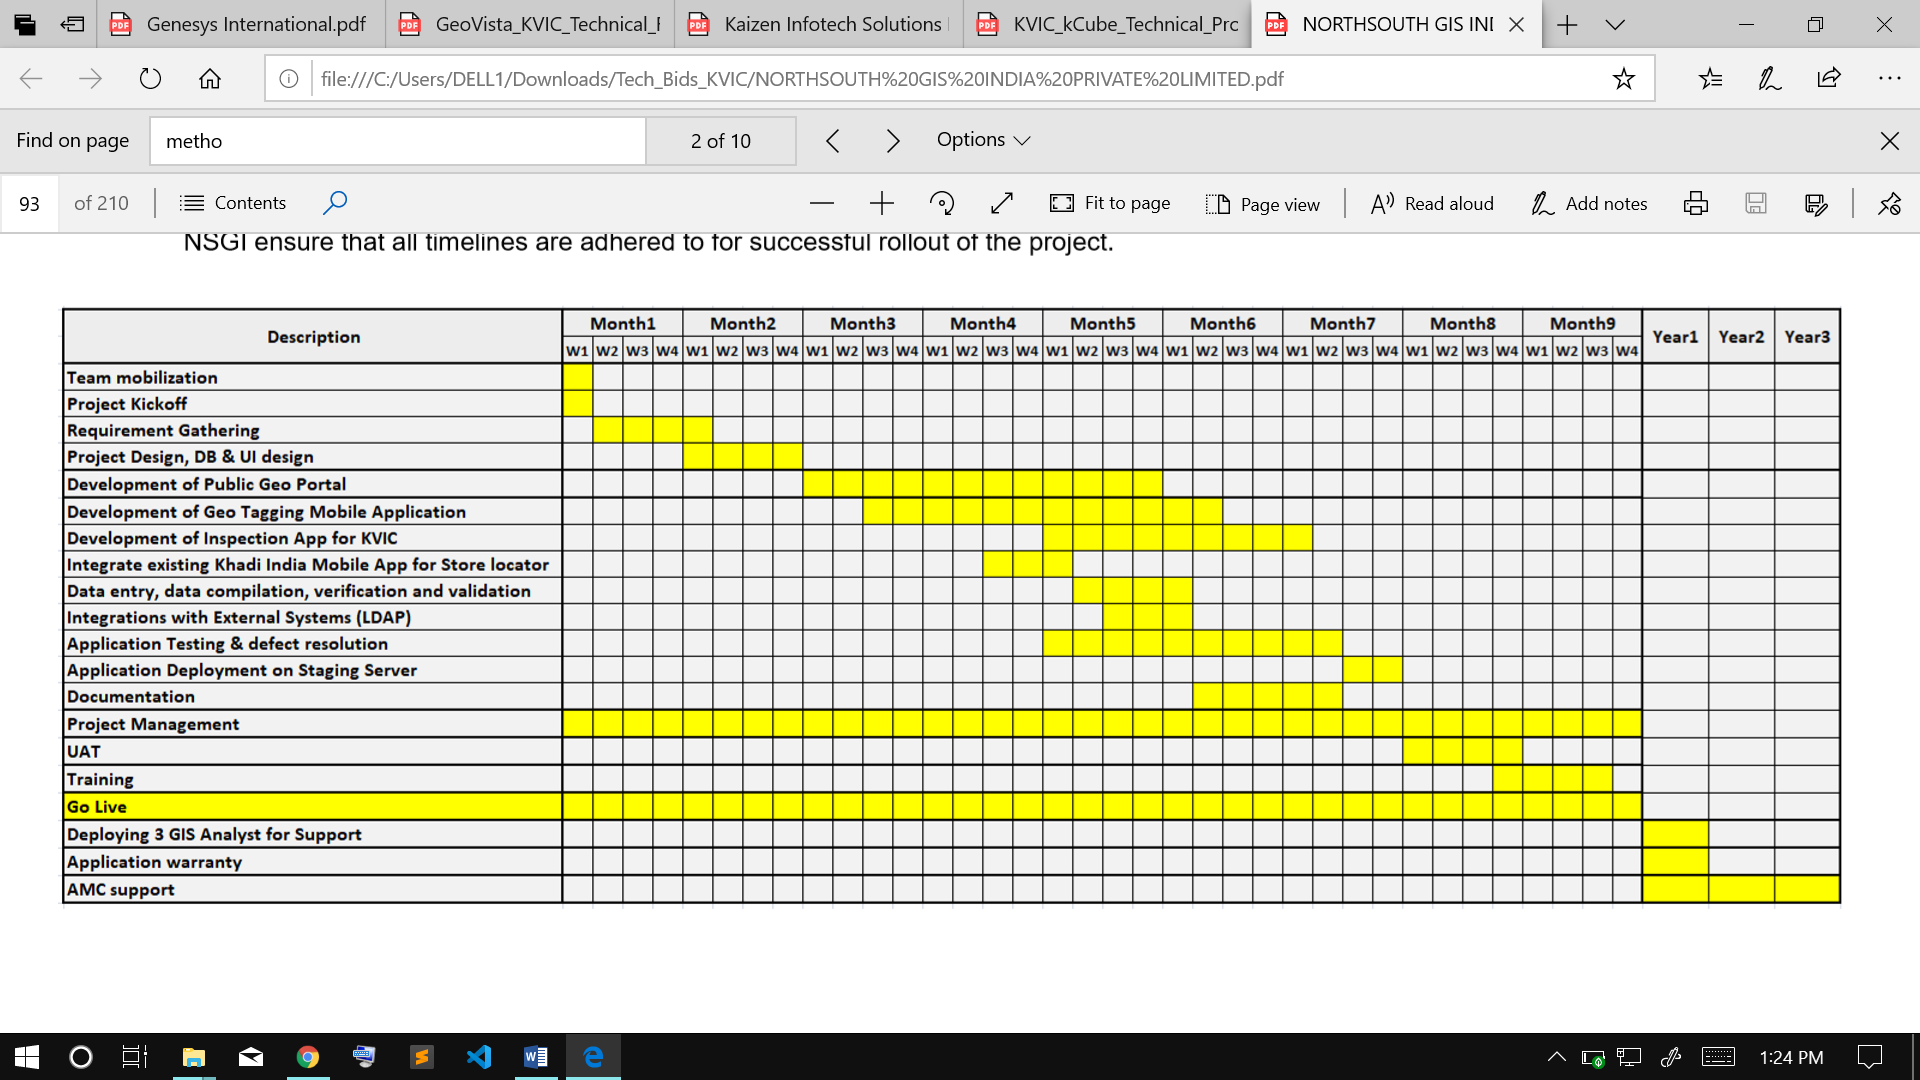 Genesys International.pdf
GeoVista_KVIC_Technical_
Kaizen Infotech Solutions
KVIC_kCube_Technical_Prc
NORTHSOUTH GIS IN
file:///C:/Users/DELL1/Downloads/Tech_Bids_KVIC/NORTHSOUTH%20GIS%20INDIA%20PRIVATE%20LIMITED.pdf
Find on page metho 2 of 10 Options
93 of 210 Contents Fit to page Page view Read aloud Add notes
NSGI ensure that all timelines are adhered to for successful rollout of the project.
Description Month1 Month2 Month3 Month4 Month5 Month6 Month7 Month8 Month9 Year1 Year2 Year3
W1 W2 W3 W4 W1 W2 W3 W4 W1 W2 W3 W4 W1 W2 W3 W4 W1 W2 W3 W4 W1 W2 W3 W4 W1 W2 W3 W4 W1 W2 W3 W4 W1 W2 W3 W4
Team mobilization
Project Kickoff
Requirement Gathering
Project Design, DB & UI design
Development of Public Geo Portal
Development of Geo Tagging Mobile Application
Development of Inspection App for KVIC
Integrate existing Khadi India Mobile App for Store locator
Data entry, data compilation, verification and validation
Integrations with External Systems (LDAP)
Application Testing & defect resolution
Application Deployment on Staging Server
Documentation
Project Management
UAT
Training
Go Live
Deploying 3 GIS Analyst for Support
Application warranty
AMC support
1:24 PM